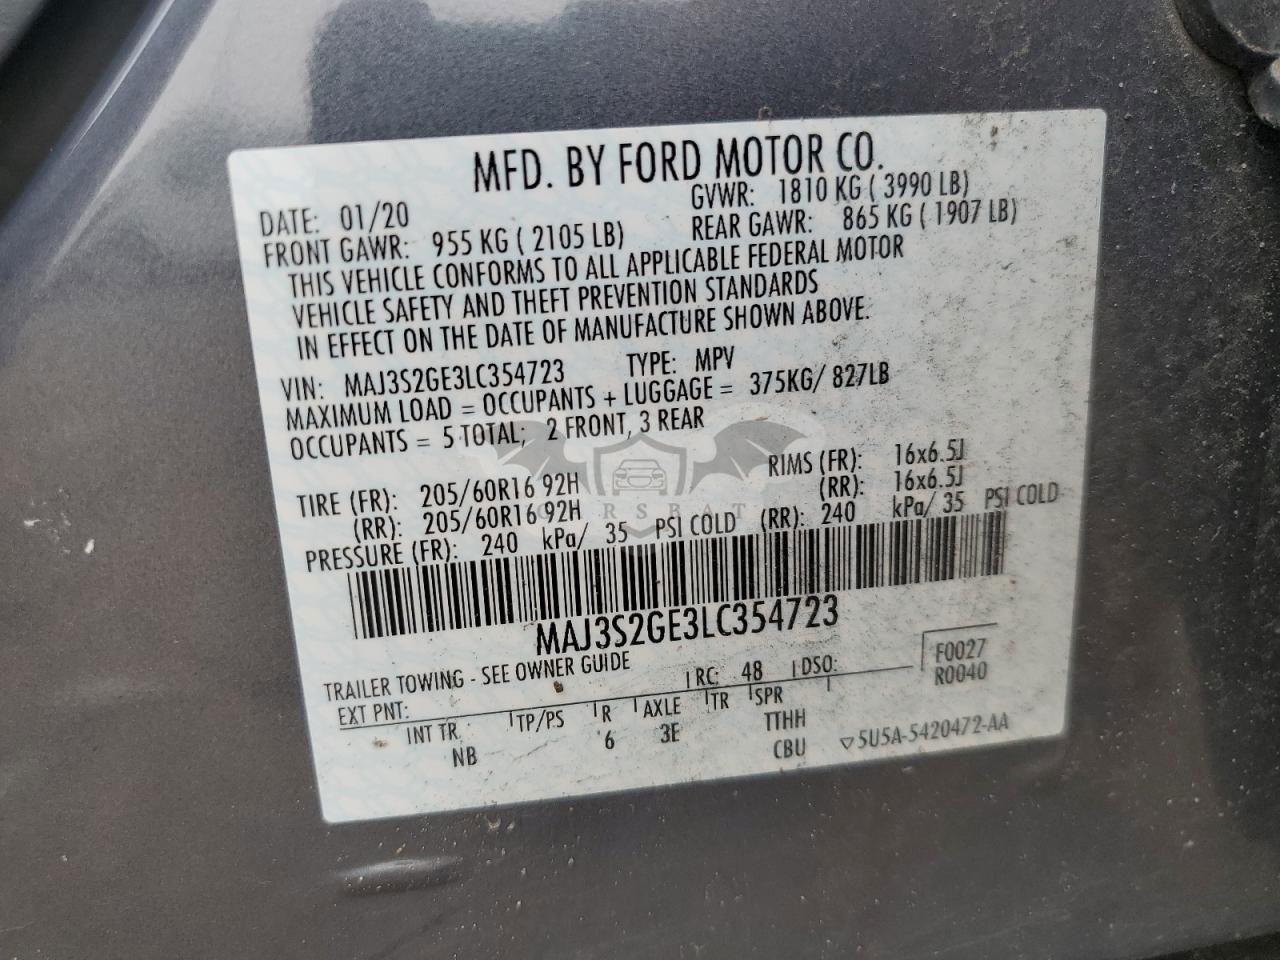 MFD. BY FORD MOTOR CO.
DATE: 01/20 GVWR: 1810 KG ( 3990 LB)
FRONT GAWR: 955 KG ( 2105 LB) REAR GAWR: 865 KG ( 1907 LB)
THIS VEHICLE CONFORMS TO ALL APPLICABLE FEDERAL MOTOR
VEHICLE SAFETY AND THEFT PREVENTION STANDARDS
IN EFFECT ON THE DATE OF MANUFACTURE SHOWN ABOVE.
VIN: MAJ3S2GE3LC354723 TYPE: MPV
MAXIMUM LOAD = OCCUPANTS + LUGGAGE = 375KG/ 827LB
OCCUPANTS = 5 TOTAL; 2 FRONT, 3 REAR
TIRE (FR): 205/60R16 92H RIMS (FR): 16x6.5J
(RR): 205/60R16 92H (RR): 16x6.5J
PRESSURE (FR): 240 kPa/ 35 PSI COLD (RR): 240 kPa/ 35 PSI COLD
CARSBAT
MAJ3S2GE3LC354723
TRAILER TOWING - SEE OWNER GUIDE
EXT PNT: RC: 48 DSO: F0027
R0040
INT TR TP/PS R AXLE TR SPR
NB 6 3E TTHH
CBU ▽5U5A-5420472-AA